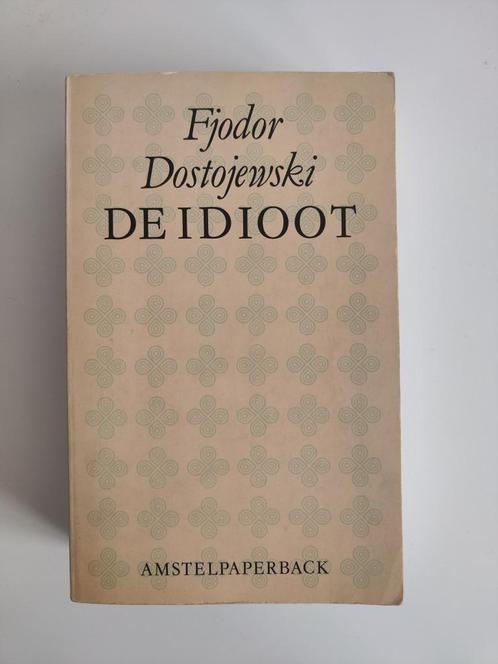 Fjodor
Dostojewski
DE IDIOOT
AMSTELPAPERBACK